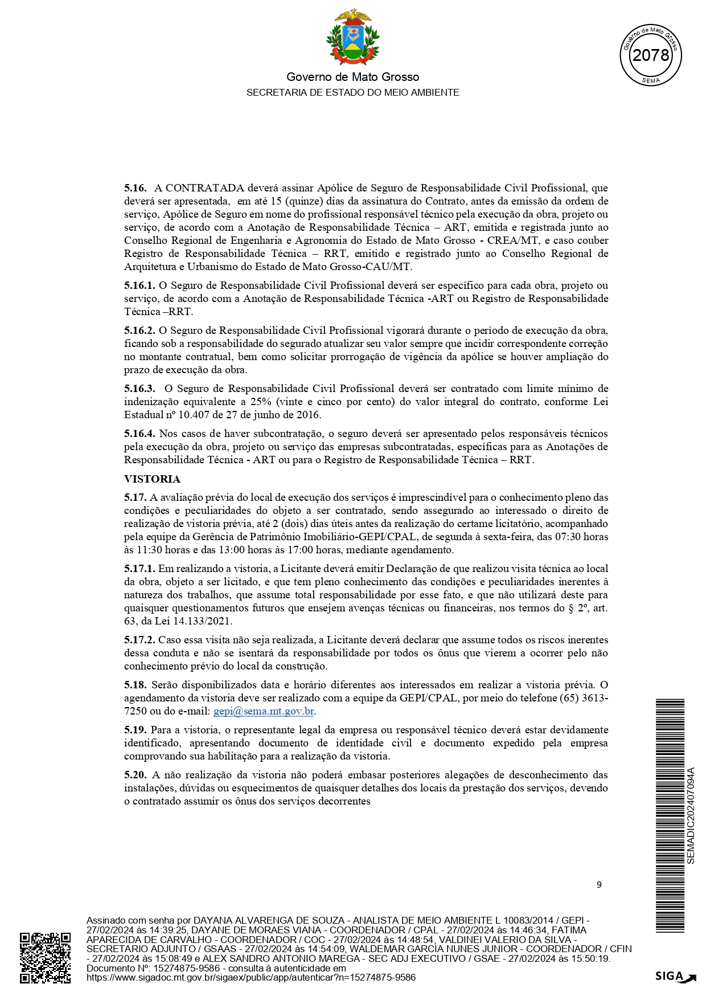 Governo de Mato Grosso
SECRETARIA DE ESTADO DO MEIO AMBIENTE
Governo de Mato Grosso
2078
SEMA
5.16. A CONTRATADA deverá assinar Apólice de Seguro de Responsabilidade Civil Profissional, que
deverá ser apresentada, em até 15 (quinze) dias da assinatura do Contrato, antes da emissão da ordem de
serviço, Apólice de Seguro em nome do profissional responsável técnico pela execução da obra, projeto ou
serviço, de acordo com a Anotação de Responsabilidade Técnica – ART, emitida e registrada junto ao
Conselho Regional de Engenharia e Agronomia do Estado de Mato Grosso - CREA/MT, e caso couber
Registro de Responsabilidade Técnica – RRT, emitido e registrado junto ao Conselho Regional de
Arquitetura e Urbanismo do Estado de Mato Grosso-CAU/MT.
5.16.1. O Seguro de Responsabilidade Civil Profissional deverá ser específico para cada obra, projeto ou
serviço, de acordo com a Anotação de Responsabilidade Técnica -ART ou Registro de Responsabilidade
Técnica –RRT.
5.16.2. O Seguro de Responsabilidade Civil Profissional vigorará durante o período de execução da obra,
ficando sob a responsabilidade do segurado atualizar seu valor sempre que incidir correspondente correção
no montante contratual, bem como solicitar prorrogação de vigência da apólice se houver ampliação do
prazo de execução da obra.
5.16.3. O Seguro de Responsabilidade Civil Profissional deverá ser contratado com limite mínimo de
indenização equivalente a 25% (vinte e cinco por cento) do valor integral do contrato, conforme Lei
Estadual nº 10.407 de 27 de junho de 2016.
5.16.4. Nos casos de haver subcontratação, o seguro deverá ser apresentado pelos responsáveis técnicos
pela execução da obra, projeto ou serviço das empresas subcontratadas, específicas para as Anotações de
Responsabilidade Técnica - ART ou para o Registro de Responsabilidade Técnica – RRT.
VISTORIA
5.17. A avaliação prévia do local de execução dos serviços é imprescindível para o conhecimento pleno das
condições e peculiaridades do objeto a ser contratado, sendo assegurado ao interessado o direito de
realização de vistoria prévia, até 2 (dois) dias úteis antes da realização do certame licitatório, acompanhado
pela equipe da Gerência de Patrimônio Imobiliário-GEPI/CPAL, de segunda à sexta-feira, das 07:30 horas
às 11:30 horas e das 13:00 horas às 17:00 horas, mediante agendamento.
5.17.1. Em realizando a vistoria, a Licitante deverá emitir Declaração de que realizou visita técnica ao local
da obra, objeto a ser licitado, e que tem pleno conhecimento das condições e peculiaridades inerentes à
natureza dos trabalhos, que assume total responsabilidade por esse fato, e que não utilizará deste para
quaisquer questionamentos futuros que ensejem avenças técnicas ou financeiras, nos termos do § 2º, art.
63, da Lei 14.133/2021.
5.17.2. Caso essa visita não seja realizada, a Licitante deverá declarar que assume todos os riscos inerentes
dessa conduta e não se isentará da responsabilidade por todos os ônus que vierem a ocorrer pelo não
conhecimento prévio do local da construção.
5.18. Serão disponibilizados data e horário diferentes aos interessados em realizar a vistoria prévia. O
agendamento da vistoria deve ser realizado com a equipe da GEPI/CPAL, por meio do telefone (65) 3613-
7250 ou do e-mail: gepi@sema.mt.gov.br.
5.19. Para a vistoria, o representante legal da empresa ou responsável técnico deverá estar devidamente
identificado, apresentando documento de identidade civil e documento expedido pela empresa
comprovando sua habilitação para a realização da vistoria.
5.20. A não realização da vistoria não poderá embasar posteriores alegações de desconhecimento das
instalações, dúvidas ou esquecimentos de quaisquer detalhes dos locais da prestação dos serviços, devendo
o contratado assumir os ônus dos serviços decorrentes
SEMADIC202407094A
9
Assinado com senha por DAYANA ALVARENGA DE SOUZA - ANALISTA DE MEIO AMBIENTE L 10083/2014 / GEPI -
27/02/2024 às 14:39:25, DAYANE DE MORAES VIANA - COORDENADOR / CPAL - 27/02/2024 às 14:46:34, FATIMA
APARECIDA DE CARVALHO - COORDENADOR / COC - 27/02/2024 às 14:48:54, VALDINEI VALERIO DA SILVA -
SECRETARIO ADJUNTO / GSAAS - 27/02/2024 às 14:54:09, WALDEMAR GARCIA NUNES JUNIOR - COORDENADOR / CFIN
- 27/02/2024 às 15:08:49 e ALEX SANDRO ANTONIO MAREGA - SEC ADJ EXECUTIVO / GSAE - 27/02/2024 às 15:50:19.
Documento Nº: 15274875-9586 - consulta à autenticidade em
https://www.sigadoc.mt.gov.br/sigaex/public/app/autenticar?n=15274875-9586
SIGA